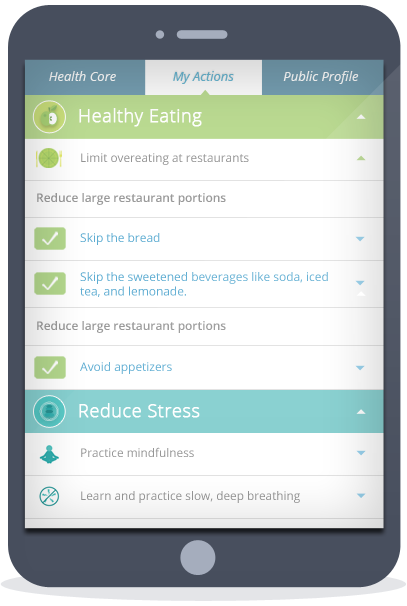 Health Core
My Actions
Public Profile
Healthy Eating
Limit overeating at restaurants
Reduce large restaurant portions
Skip the bread
Skip the sweetened beverages like soda, iced
tea, and lemonade.
Reduce large restaurant portions
Avoid appetizers
Reduce Stress
Practice mindfulness
Learn and practice slow, deep breathing